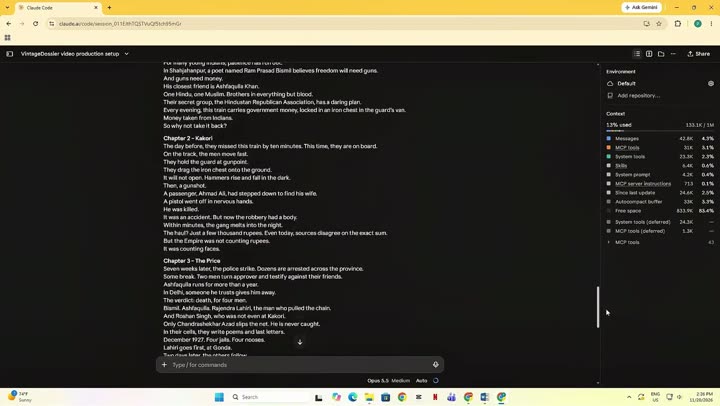 Claude Code
Ask Gemini
claude.ai/code/session_
VintageDossier video production setup
Share
For many young Indians, patience has run out.
In Shahjahanpur, a poet named Ram Prasad Bismil believes freedom will need guns.
And guns need money.
His closest friend is Ashfaqulla Khan.
One Hindu, one Muslim. Brothers in everything but blood.
Their secret group, the Hindustan Republican Association, has a daring plan.
Every evening, this train carries government money, locked in an iron chest in the guard's van.
Money taken from Indians.
So why not take it back?
Chapter 2 - Kakori
The day before, they missed this train by ten minutes. This time, they are on board.
On the track, the men move fast.
They hold the guard at gunpoint.
They drag the iron chest onto the ground.
It will not open. Hammers rise and fall in the dark.
Then, a gunshot.
A passenger, Ahmad Ali, had stepped down to find his wife.
A pistol went off in nervous hands.
He was killed.
It was an accident. But now the robbery had a body.
Within minutes, the gang melts into the night.
The haul? Just a few thousand rupees. Even today, sources disagree on the exact sum.
But the Empire was not counting rupees.
It was counting faces.
Chapter 3 - The Price
Seven weeks later, the police strike. Dozens are arrested across the province.
Some break. Two men turn approver and testify against their friends.
Ashfaqulla runs for more than a year.
In Delhi, someone he trusts gives him away.
The verdict: death, for four men.
Bismil. Ashfaqulla. Rajendra Lahiri, the man who pulled the chain.
And Roshan Singh, who was not even at Kakori.
Only Chandrashekhar Azad slips the net. He is never caught.
In their cells, they write poems and last letters.
December 1927. Four jails. Four nooses.
Lahiri goes first, at Gonda.
Two days later, the others follow.
Type / for commands
Opus 5.5 Medium Auto
Environment
Default
Add repository...
Context
13% used 133.1K / 1M
Messages 42.8K 4.3%
MCP tools 31K 3.1%
System tools 23.3K 2.3%
Skills 6.4K 0.6%
System prompt 4.2K 0.4%
MCP server instructions 713 0.1%
Since last update 24.6K 2.5%
Autocompact buffer 33K 3.3%
Free space 833.9K 83.4%
System tools (deferred) 24.3K —
MCP tools (deferred) 1.3K —
MCP tools 43
74°F
Sunny
Search
ENG
US
2:26 PM
11/20/2026